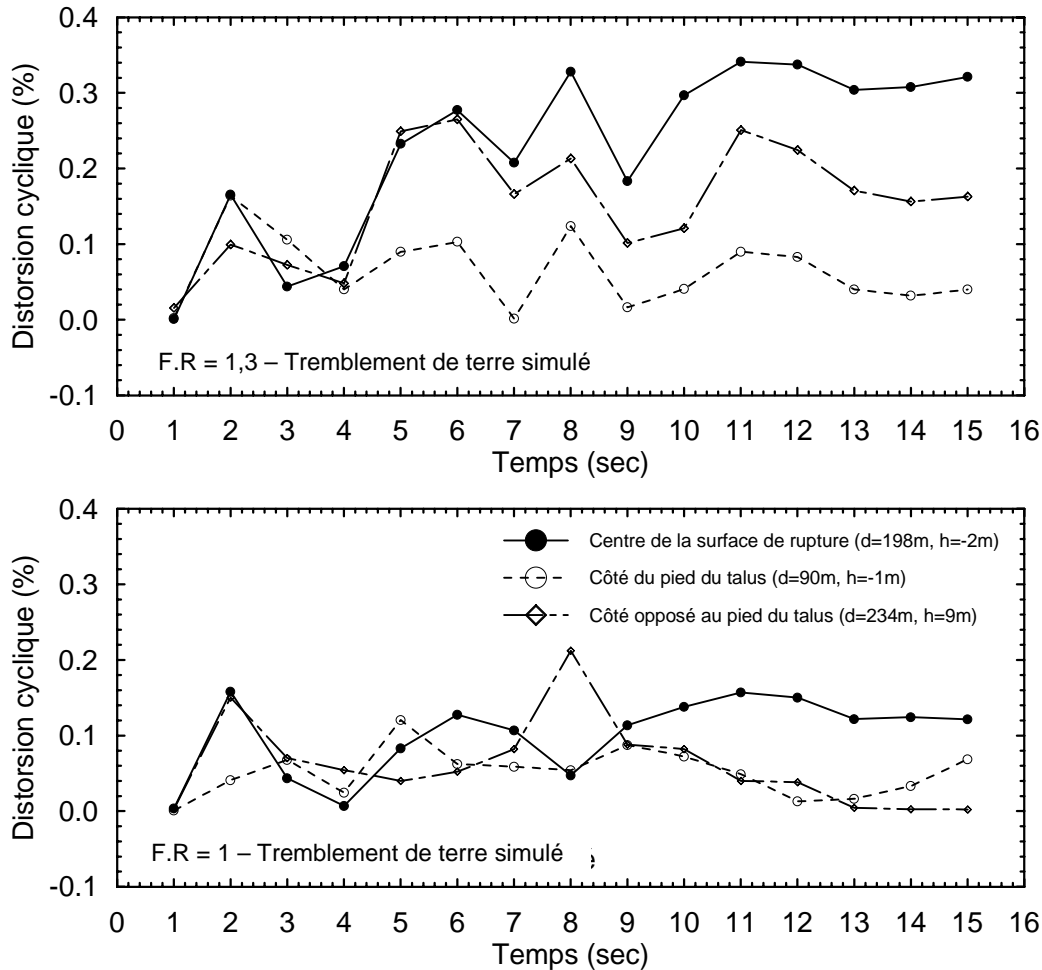 0.4
0.3
0.2
0.1
0.0
-0.1
Distorsion cyclique (%)
F.R = 1,3 – Tremblement de terre simulé
0 1 2 3 4 5 6 7 8 9 10 11 12 13 14 15 16
Temps (sec)
0.4
0.3
0.2
0.1
0.0
-0.1
Distorsion cyclique (%)
Centre de la surface de rupture (d=198m, h=-2m)
Côté du pied du talus (d=90m, h=-1m)
Côté opposé au pied du talus (d=234m, h=9m)
F.R = 1 – Tremblement de terre simulé
0 1 2 3 4 5 6 7 8 9 10 11 12 13 14 15 16
Temps (sec)